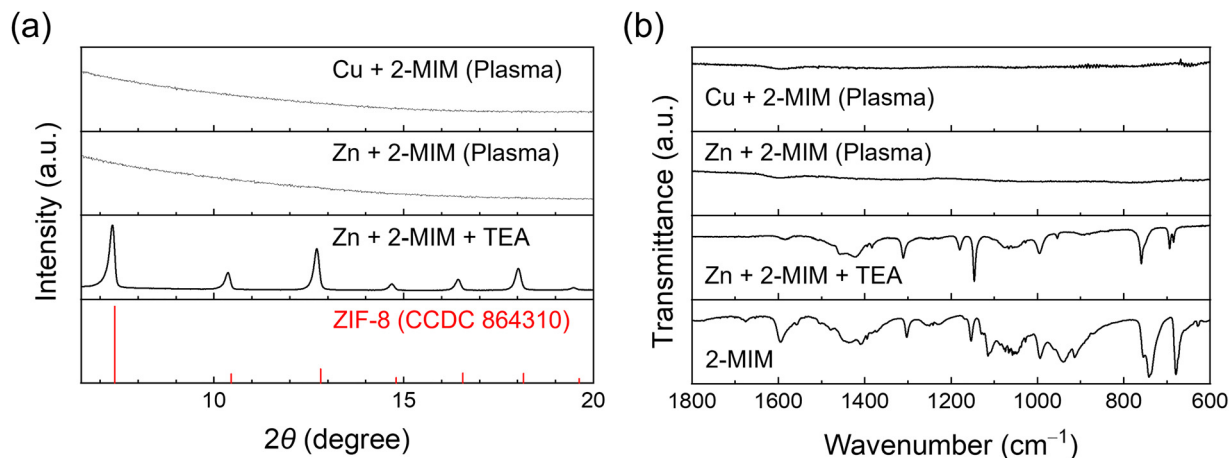 (a)
Intensity (a.u.)
Cu + 2-MIM (Plasma)
Zn + 2-MIM (Plasma)
Zn + 2-MIM + TEA
ZIF-8 (CCDC 864310)
10 15 20
2θ (degree)
(b)
Transmittance (a.u.)
Cu + 2-MIM (Plasma)
Zn + 2-MIM (Plasma)
Zn + 2-MIM + TEA
2-MIM
1800 1600 1400 1200 1000 800 600
Wavenumber (cm⁻¹)